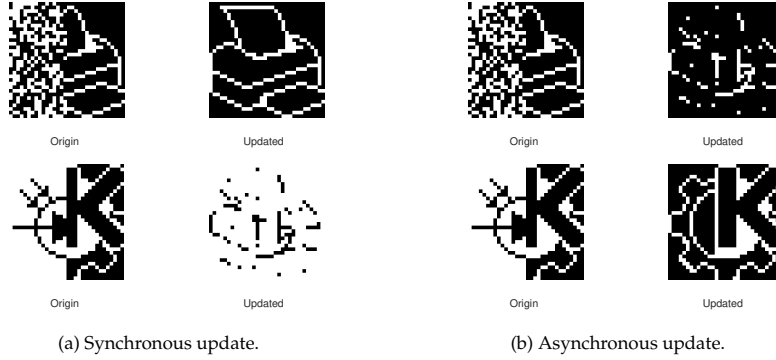 Origin
Updated
Origin
Updated
Origin
Updated
Origin
Updated
(a) Synchronous update.
(b) Asynchronous update.